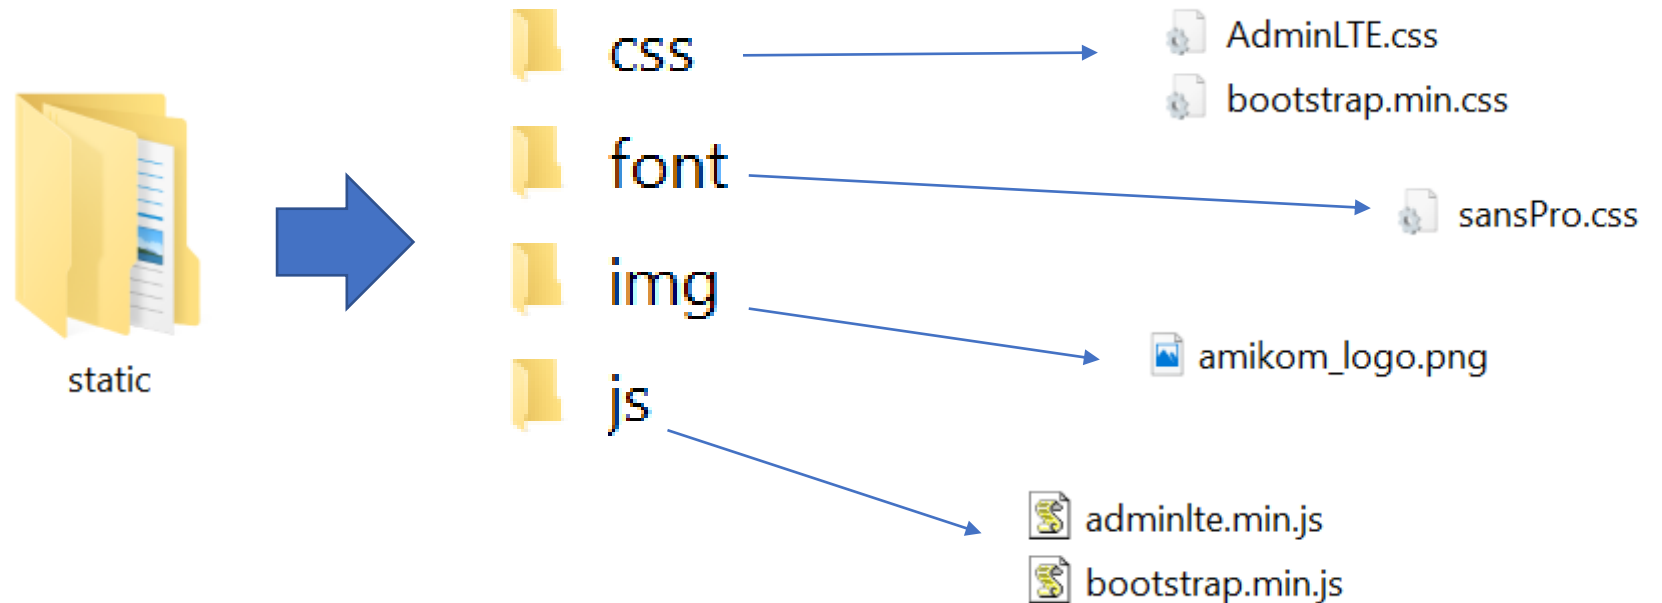 static
css
font
img
js
AdminLTE.css
bootstrap.min.css
sansPro.css
amikom_logo.png
adminlte.min.js
bootstrap.min.js